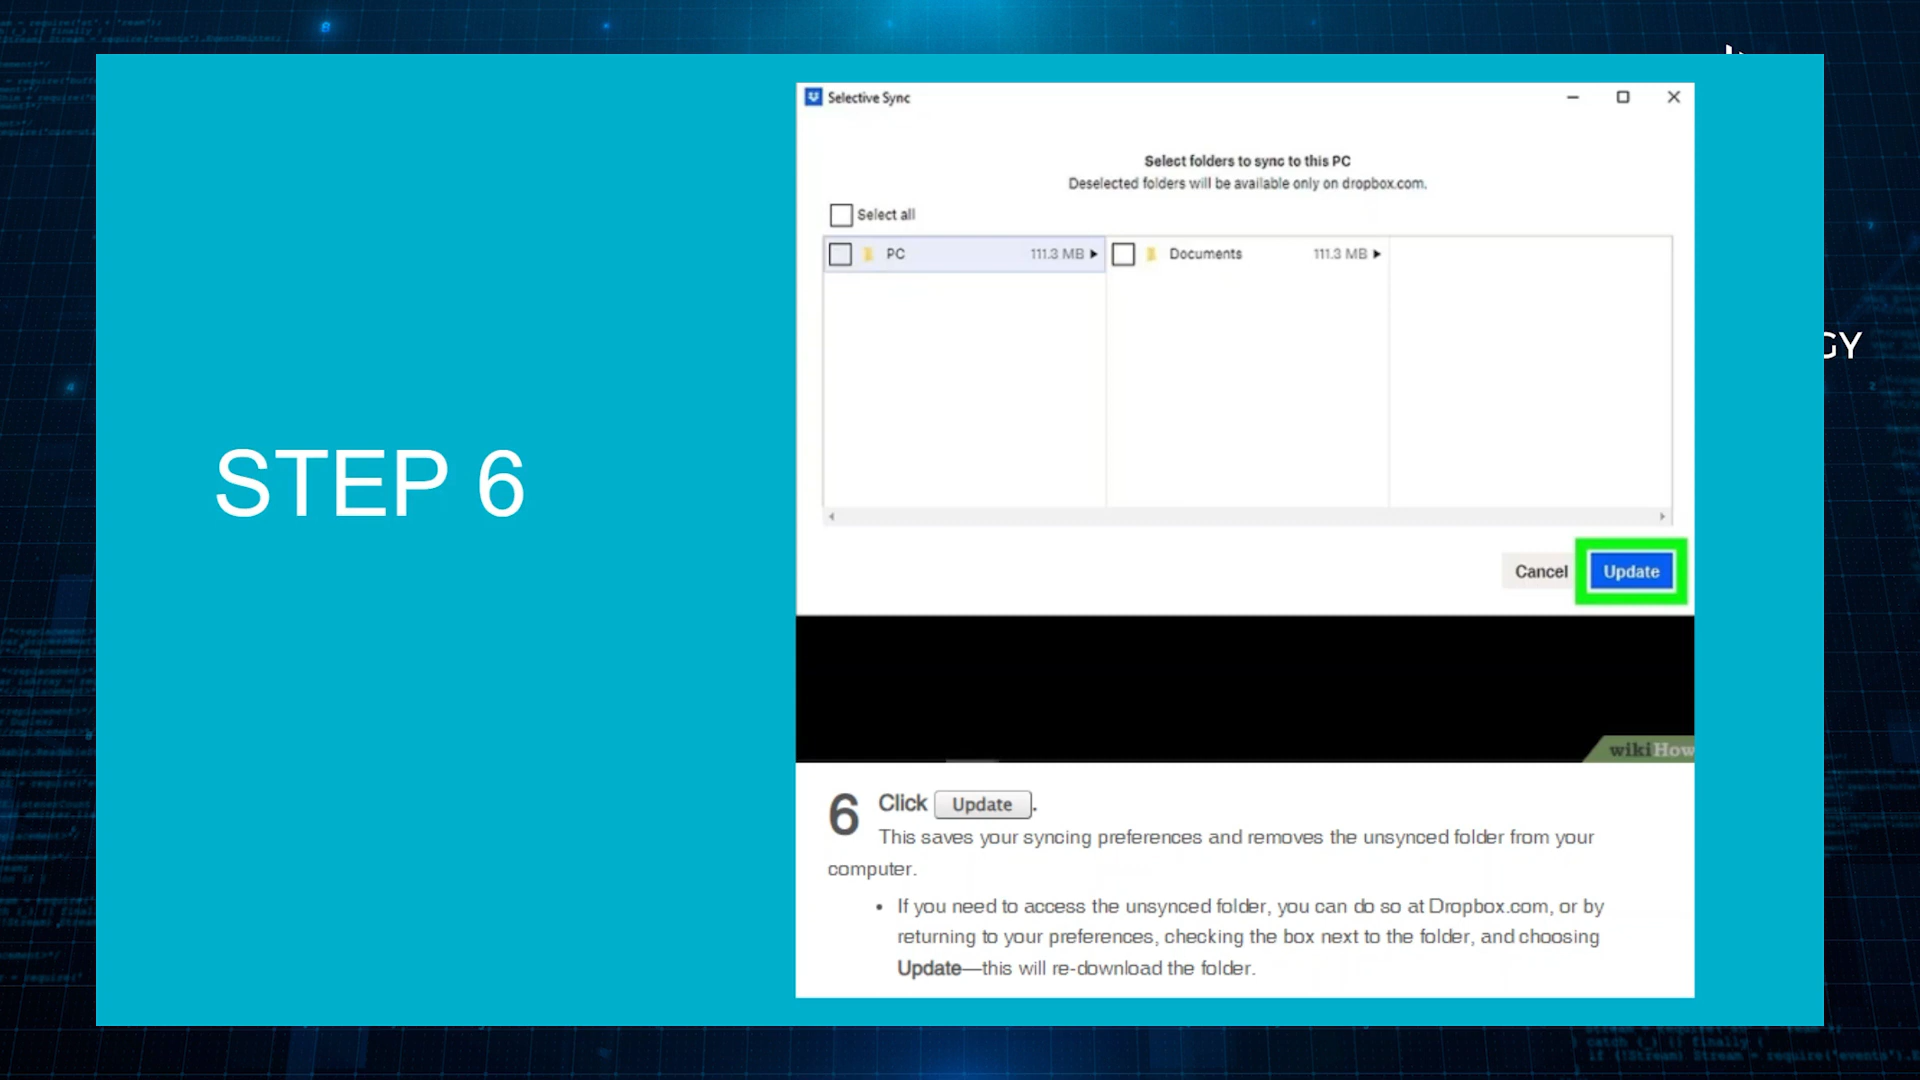 STEP 6
Selective Sync
Select folders to sync to this PC
Deselected folders will be available only on dropbox.com.
Select all
PC 111.3 MB
Documents 111.3 MB
Cancel
Update
wikiHow
6 Click Update.
This saves your syncing preferences and removes the unsynced folder from your
computer.
• If you need to access the unsynced folder, you can do so at Dropbox.com, or by
returning to your preferences, checking the box next to the folder, and choosing
Update—this will re-download the folder.
GY